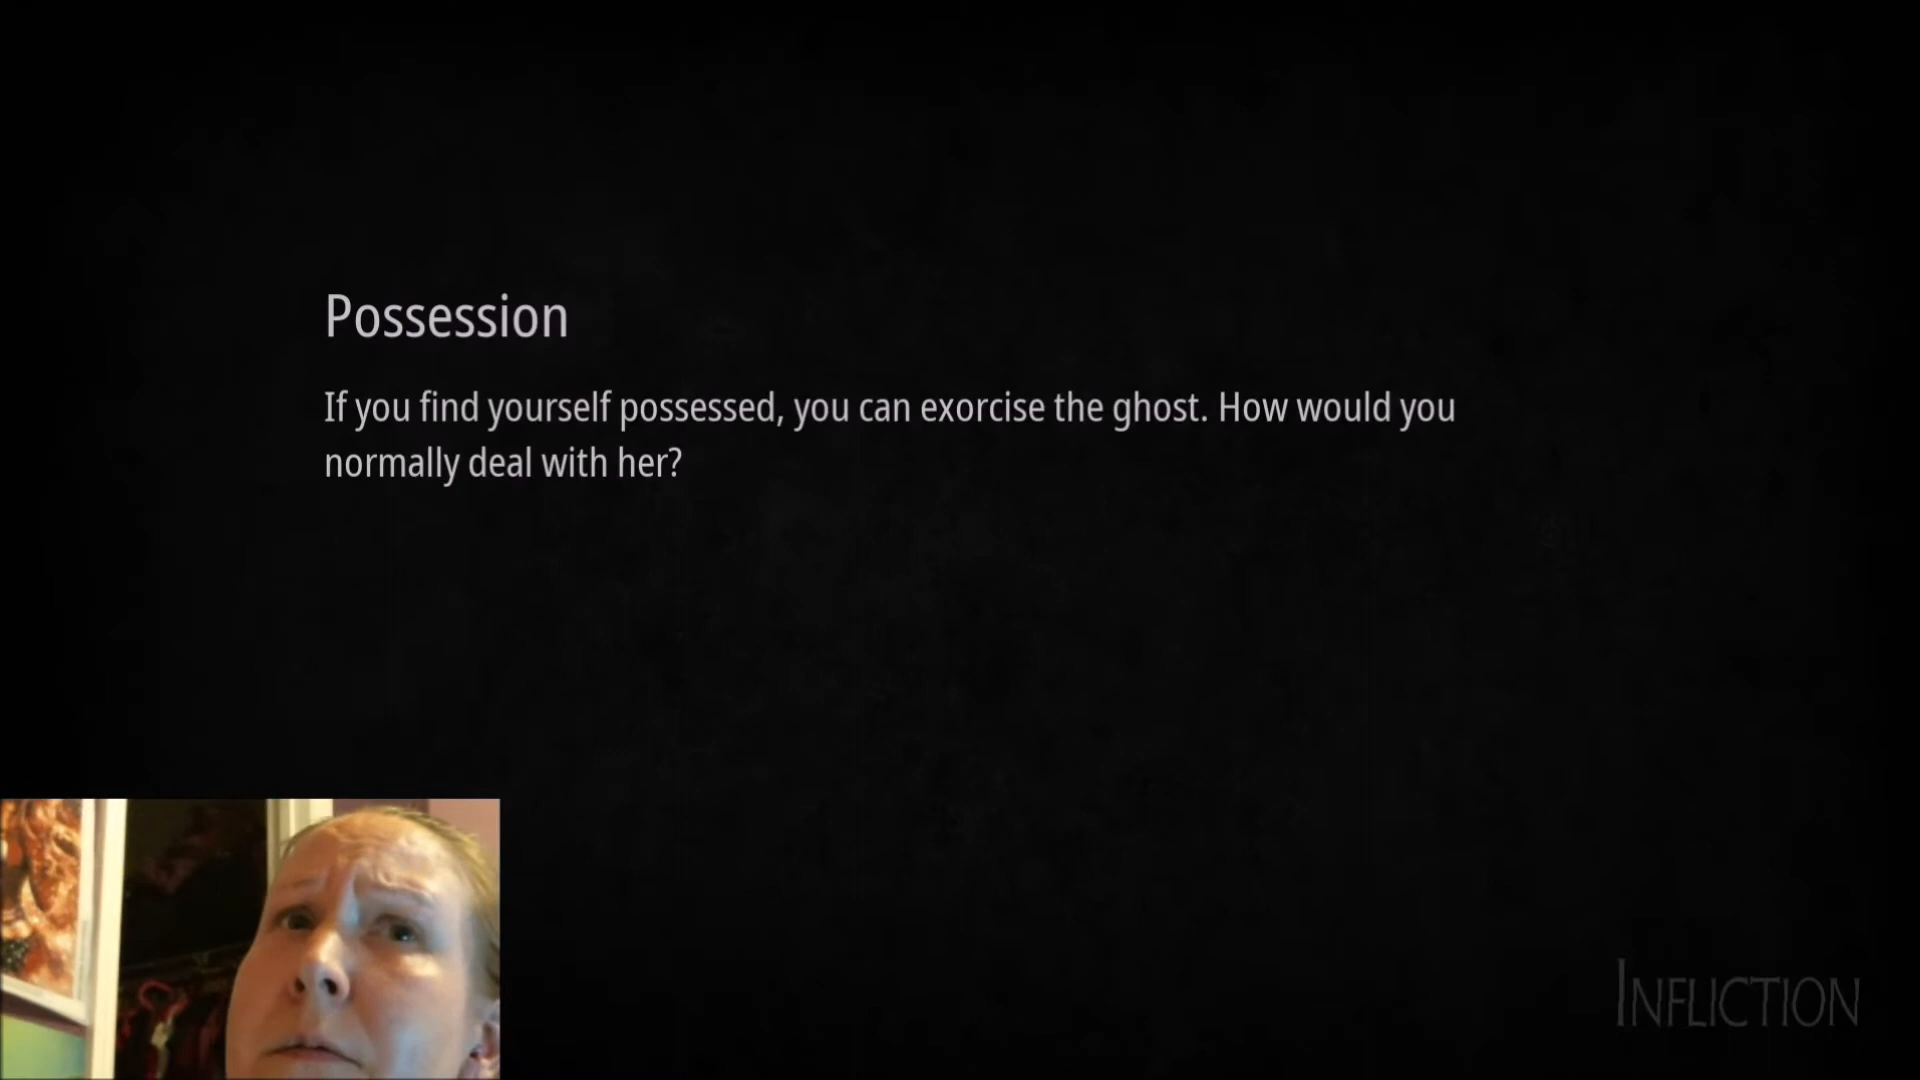 Possession
If you find yourself possessed, you can exorcise the ghost. How would you
normally deal with her?
INFLICTION